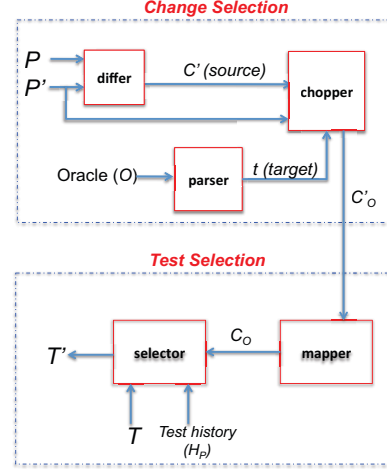 Change Selection
P
P'
differ
C' (source)
chopper
Oracle (O)
parser
t (target)
C'O
Test Selection
T'
selector
CO
mapper
T
Test history
(HP)